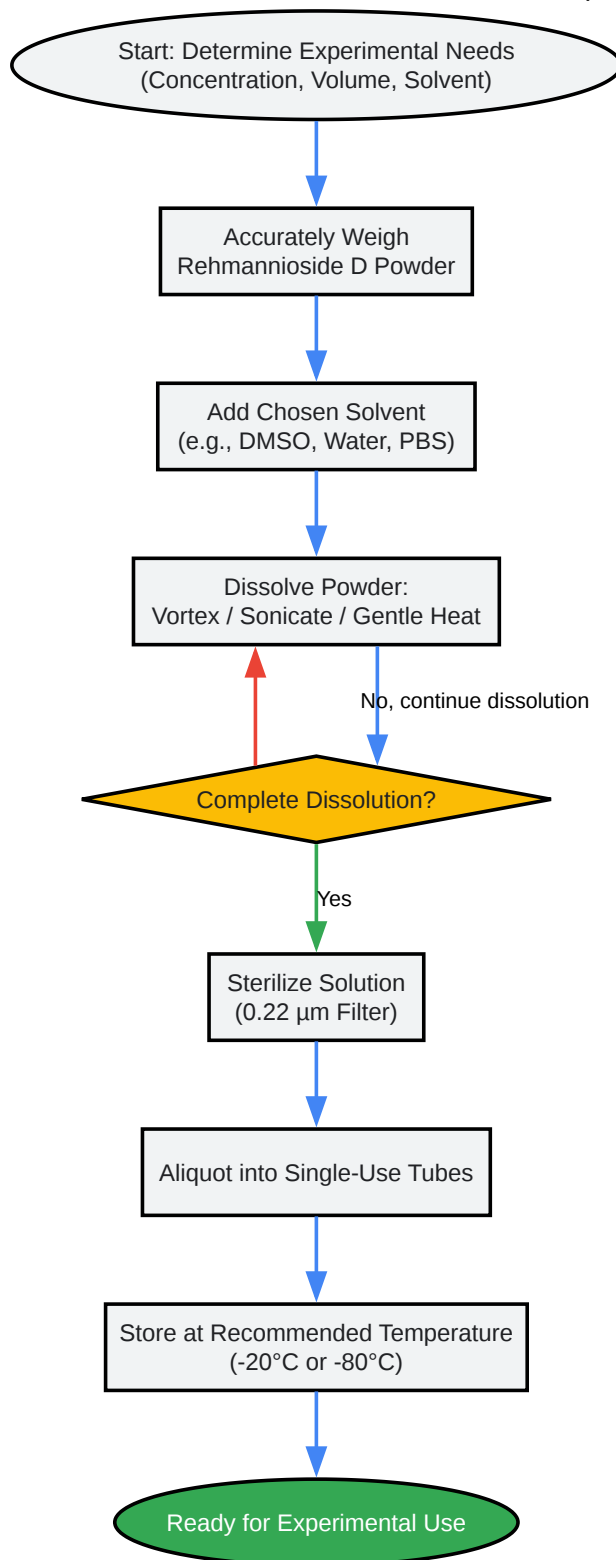 Start: Determine Experimental Needs
(Concentration, Volume, Solvent)
Accurately Weigh
Rehmannioside D Powder
Add Chosen Solvent
(e.g., DMSO, Water, PBS)
Dissolve Powder:
Vortex / Sonicate / Gentle Heat
No, continue dissolution
Complete Dissolution?
Yes
Sterilize Solution
(0.22 µm Filter)
Aliquot into Single-Use Tubes
Store at Recommended Temperature
(-20°C or -80°C)
Ready for Experimental Use